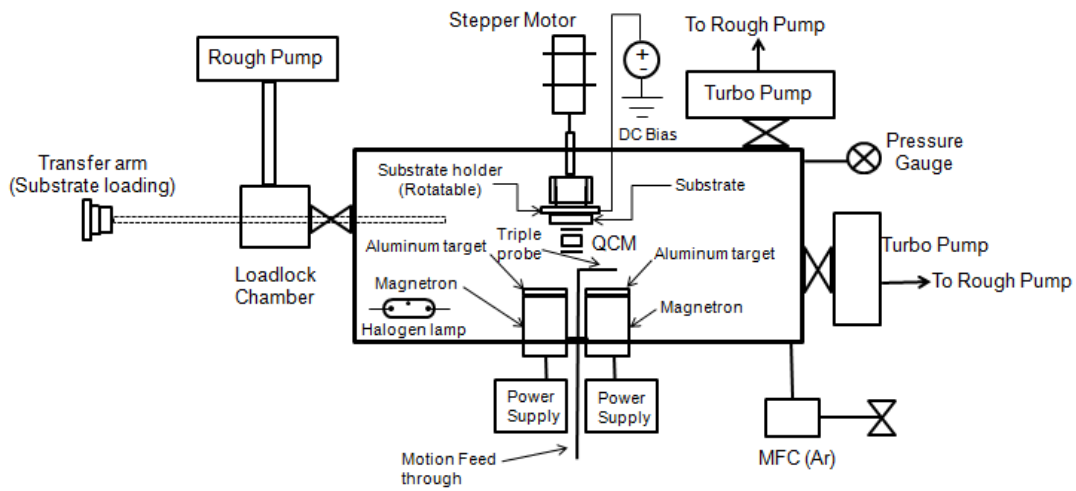 Stepper Motor
To Rough Pump
Rough Pump
+
-
Turbo Pump
DC Bias
Pressure
Gauge
Transfer arm
(Substrate loading)
Substrate holder
(Rotatable)
Substrate
Triple
probe
QCM
Aluminum target
Aluminum target
Turbo Pump
Loadlock
Chamber
Magnetron
To Rough Pump
Magnetron
Halogen lamp
Power
Supply
Power
Supply
MFC (Ar)
Motion Feed
through